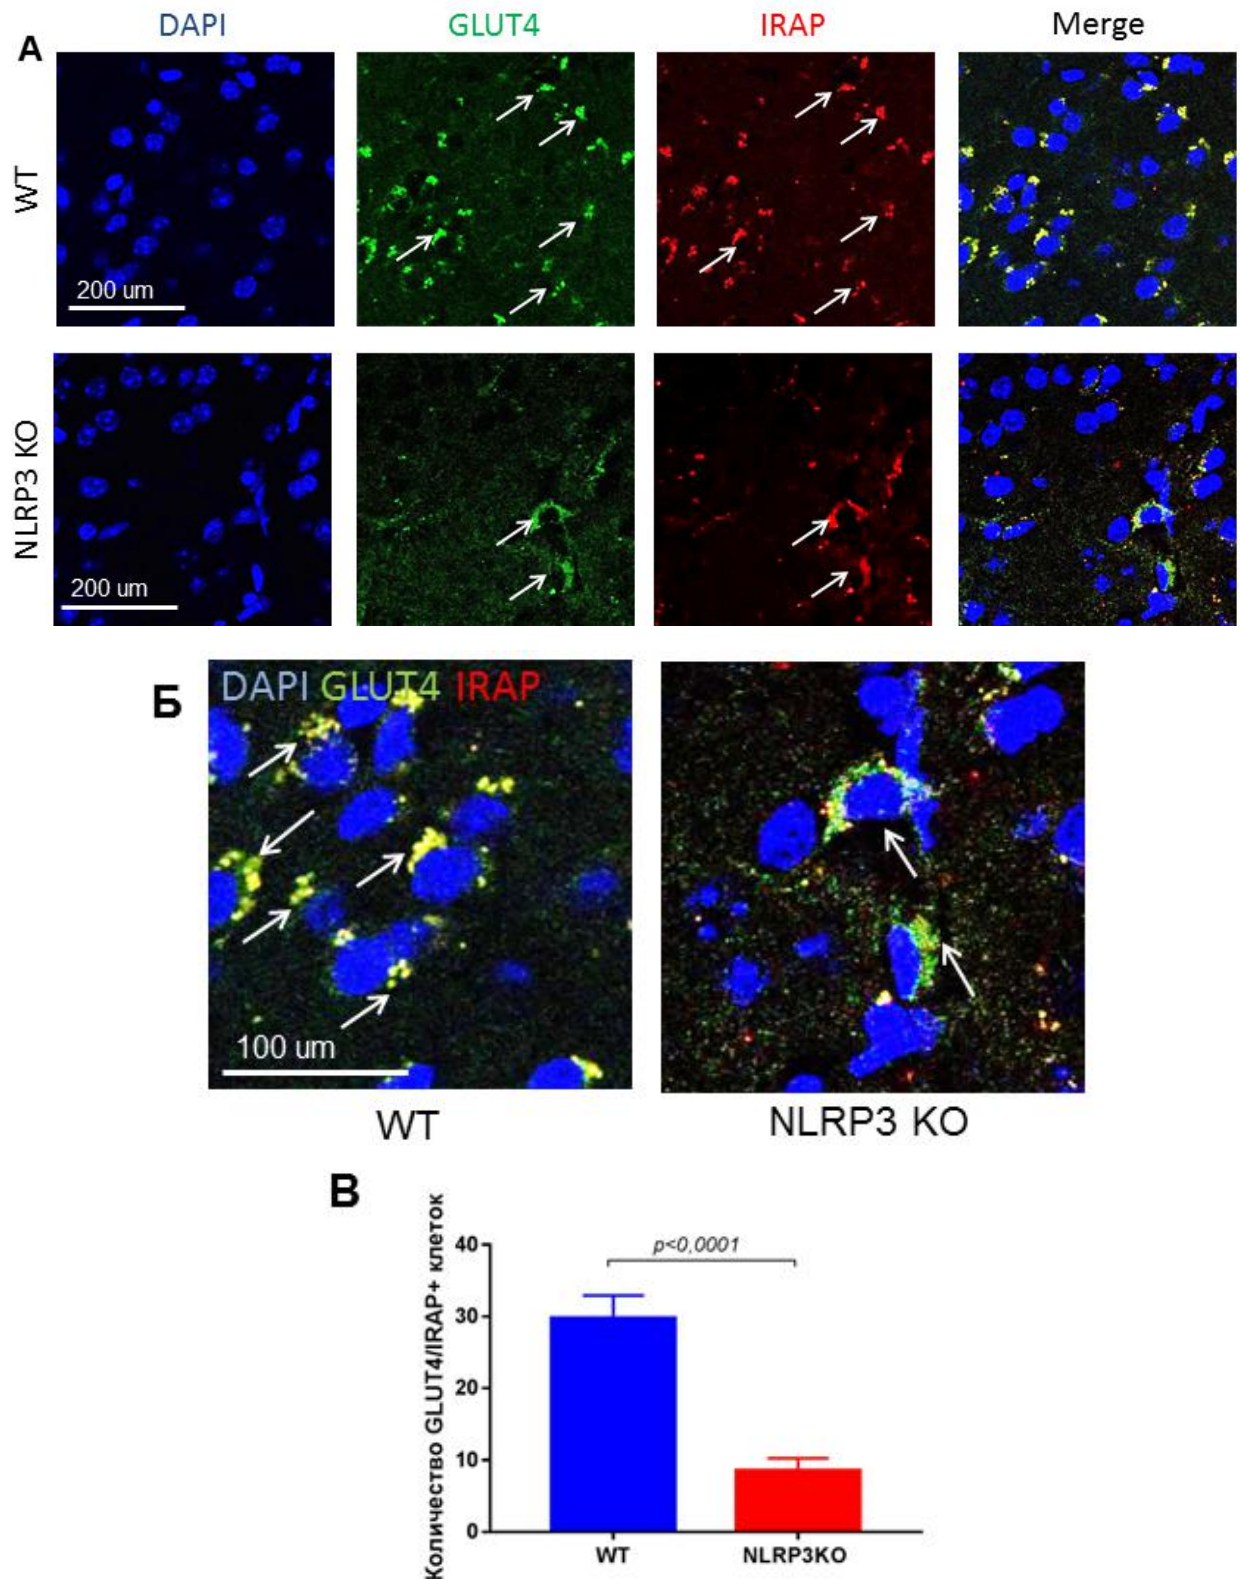 DAPI GLUT4 IRAP Merge
А
WT
200 um
NLRP3 KO
200 um
Б
DAPI GLUT4 IRAP
100 um
WT NLRP3 KO
В
Количество GLUT4/IRAP+ клеток
p<0,0001
40
30
20
10
0
WT NLRP3KO